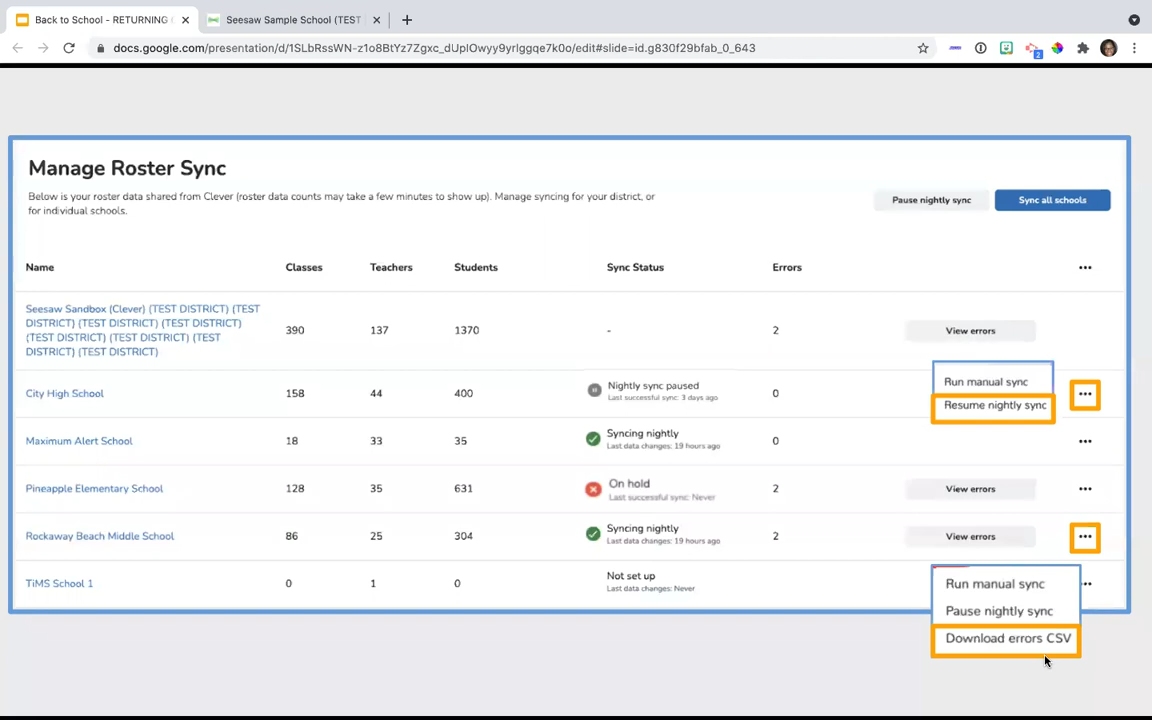 Back to School - RETURNING
Seesaw Sample School (TEST
docs.google.com/presentation/d/1SLbRssWN-z1o8BtYz7Zgxc_dUplOwyy9yrlggqe7k0o/edit#slide=id.g830f29bfab_0_643
2
Manage Roster Sync
Below is your roster data shared from Clever (roster data counts may take a few minutes to show up). Manage syncing for your district, or
for individual schools.
Pause nightly sync
Sync all schools
Name Classes Teachers Students Sync Status Errors •••
Seesaw Sandbox (Clever) (TEST DISTRICT) (TEST
DISTRICT) (TEST DISTRICT) (TEST DISTRICT)
(TEST DISTRICT) (TEST DISTRICT) (TEST
DISTRICT) (TEST DISTRICT)
390 137 1370 - 2 View errors
City High School 158 44 400 Nightly sync paused 0 •••
Last successful sync: 3 days ago
Run manual sync
Resume nightly sync
Maximum Alert School 18 33 35 Syncing nightly 0 •••
Last data changes: 19 hours ago
Pineapple Elementary School 128 35 631 On hold 2 View errors •••
Last successful sync: Never
Rockaway Beach Middle School 86 25 304 Syncing nightly 2 View errors •••
Last data changes: 19 hours ago
TiMS School 1 0 1 0 Not set up
Last data changes: Never
Run manual sync
Pause nightly sync
Download errors CSV